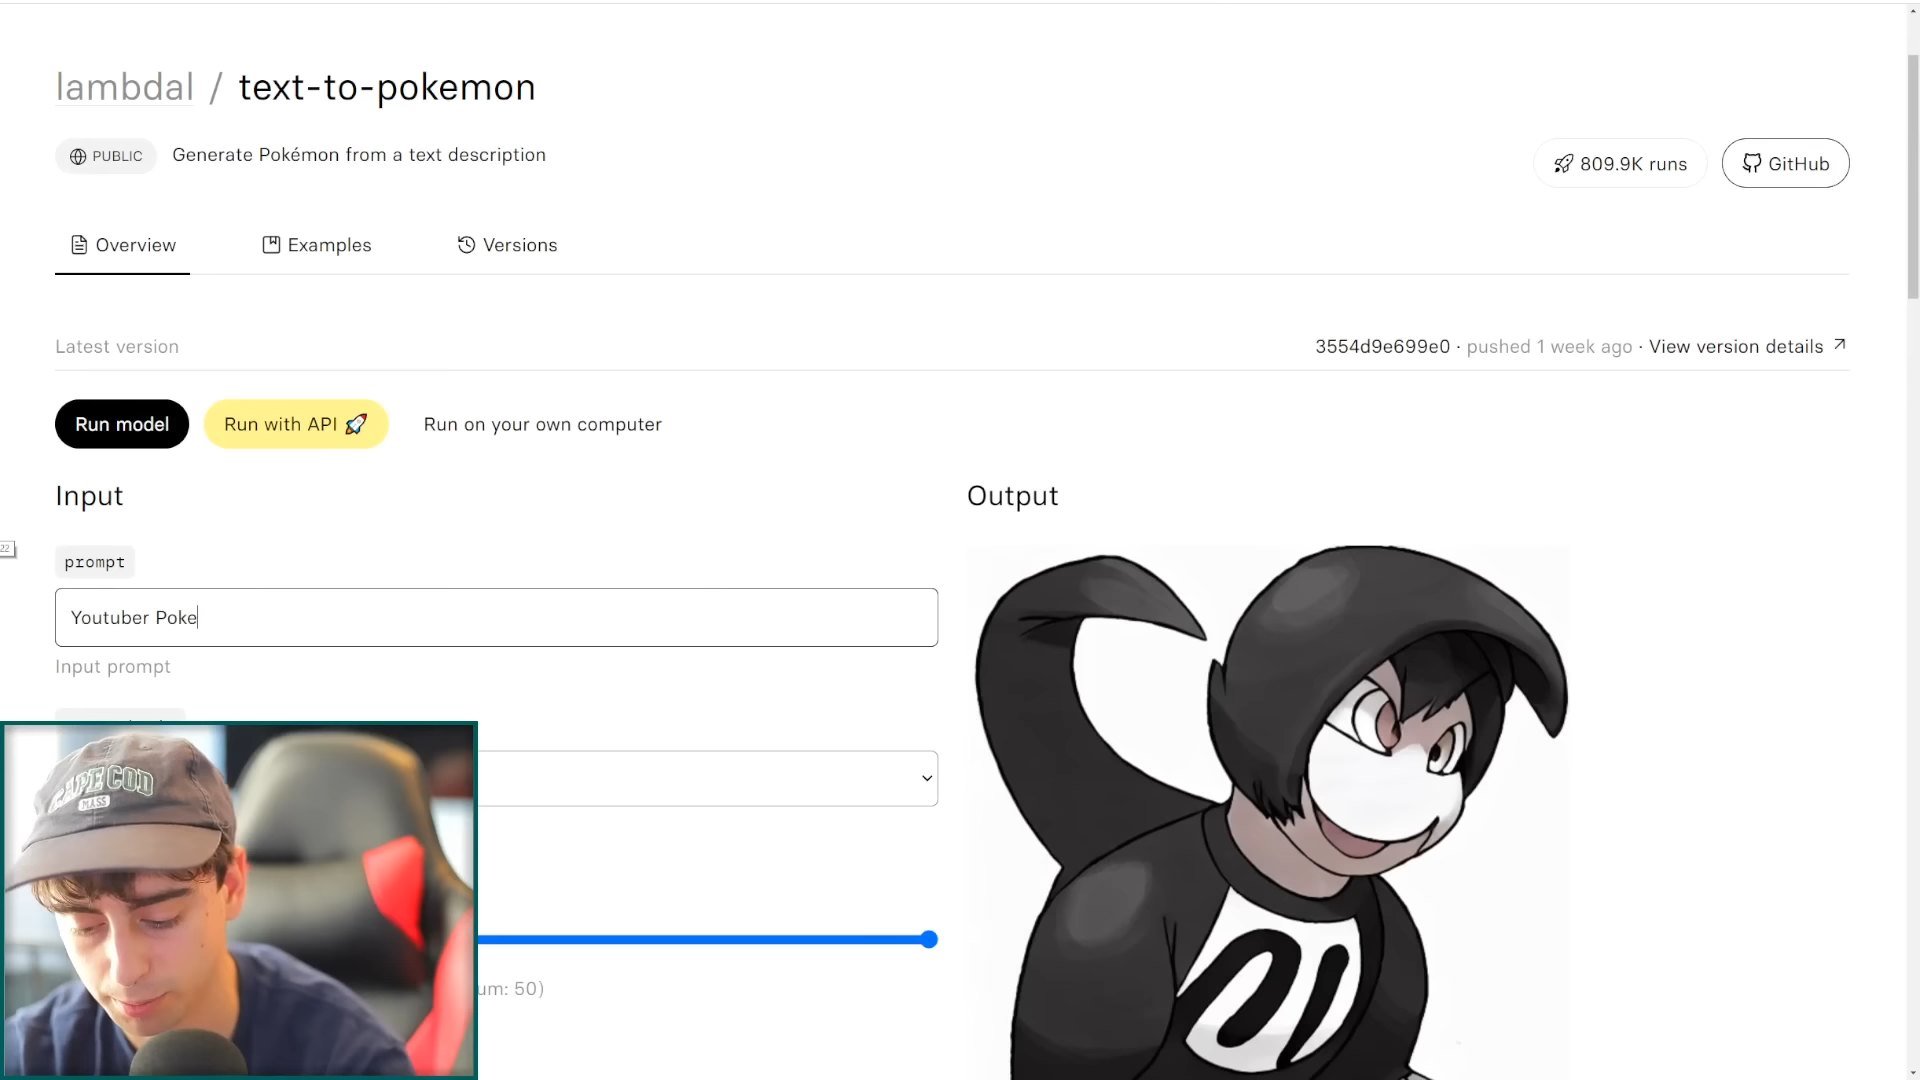 lambdal / text-to-pokemon
PUBLIC Generate Pokémon from a text description
809.9K runs GitHub
Overview Examples Versions
Latest version 3554d9e699e0 · pushed 1 week ago · View version details
Run model Run with API 🚀 Run on your own computer
Input
Output
22
prompt
Youtuber Poke
Input prompt
APE COD
MASS
um: 50)